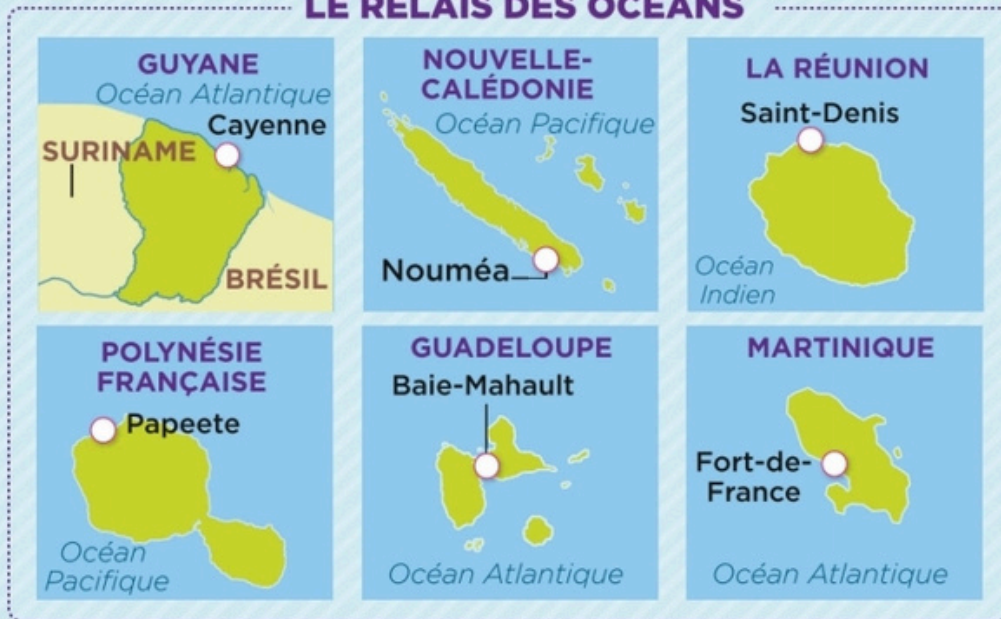 LE RELAIS DES OCÉANS
GUYANE
Océan Atlantique
Cayenne
SURINAME
BRÉSIL
NOUVELLE-
CALÉDONIE
Océan Pacifique
Nouméa
LA RÉUNION
Saint-Denis
Océan
Indien
POLYNÉSIE
FRANÇAISE
Papeete
Océan
Pacifique
GUADELOUPE
Baie-Mahault
Océan Atlantique
MARTINIQUE
Fort-de-
France
Océan Atlantique